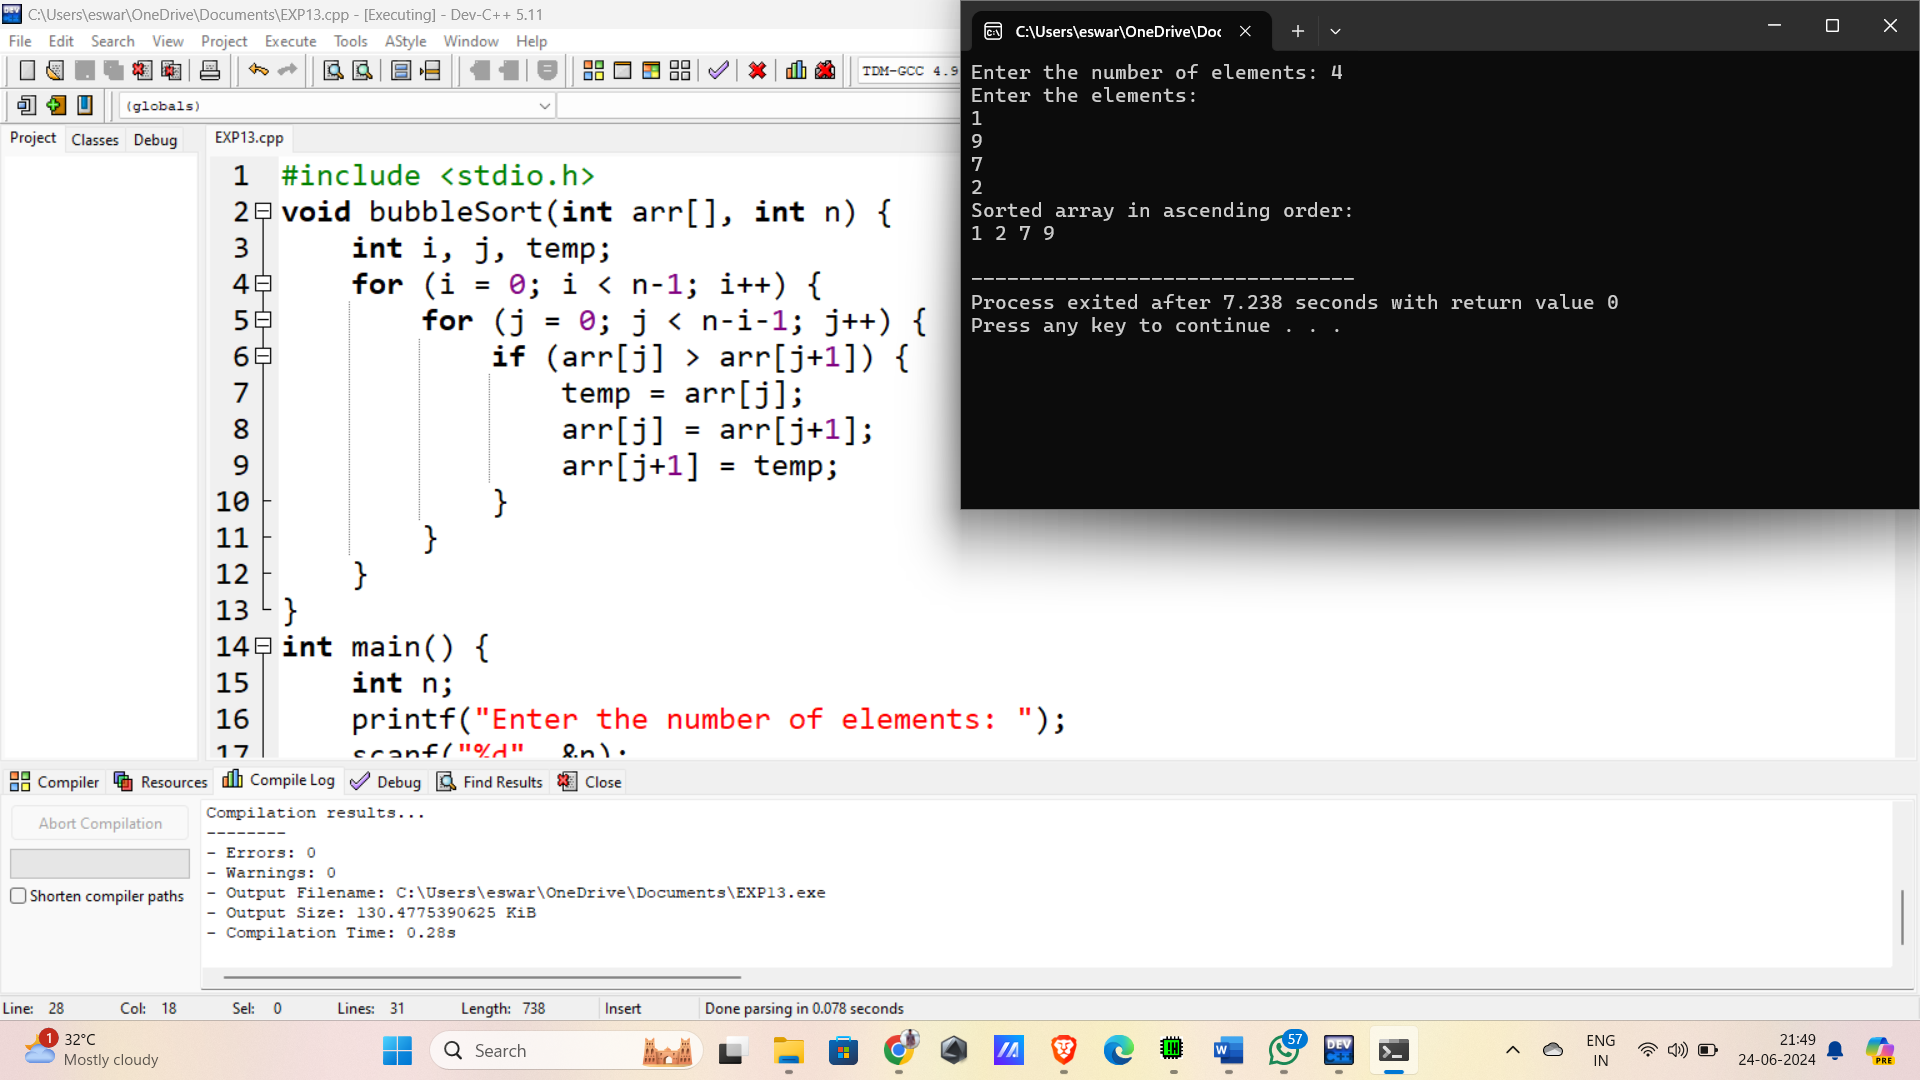 C:\Users\eswar\OneDrive\Documents\EXP13.cpp - [Executing] - Dev-C++ 5.11
File Edit Search View Project Execute Tools AStyle Window Help
TDM-GCC 4.9
(globals)
Project Classes Debug
EXP13.cpp
1 #include <stdio.h>
2 void bubbleSort(int arr[], int n) {
3 int i, j, temp;
4 for (i = 0; i < n-1; i++) {
5 for (j = 0; j < n-i-1; j++) {
6 if (arr[j] > arr[j+1]) {
7 temp = arr[j];
8 arr[j] = arr[j+1];
9 arr[j+1] = temp;
10 }
11 }
12 }
13 }
14 int main() {
15 int n;
16 printf("Enter the number of elements: ");
17 scanf("%d", &n);
C:\Users\eswar\OneDrive\Doc
Enter the number of elements: 4
Enter the elements:
1
9
7
2
Sorted array in ascending order:
1 2 7 9
--------------------------------
Process exited after 7.238 seconds with return value 0
Press any key to continue . . .
Compiler Resources Compile Log Debug Find Results Close
Abort Compilation
Shorten compiler paths
Compilation results...
--------
- Errors: 0
- Warnings: 0
- Output Filename: C:\Users\eswar\OneDrive\Documents\EXP13.exe
- Output Size: 130.4775390625 KiB
- Compilation Time: 0.28s
Line: 28 Col: 18 Sel: 0 Lines: 31 Length: 738 Insert Done parsing in 0.078 seconds
1
32°C
Mostly cloudy
Search
57
DEV
C++
PRE
ENG
IN
21:49
24-06-2024